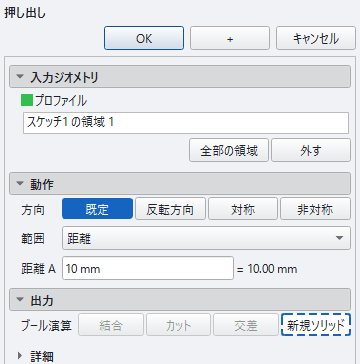 押し出し
OK + キャンセル
入力ジオメトリ
プロファイル
スケッチ1 の領域 1
全部の領域 外す
動作
方向 既定 反転方向 対称 非対称
範囲 距離
距離 A 10 mm = 10.00 mm
出力
ブール演算 結合 カット 交差 新規ソリッド
詳細